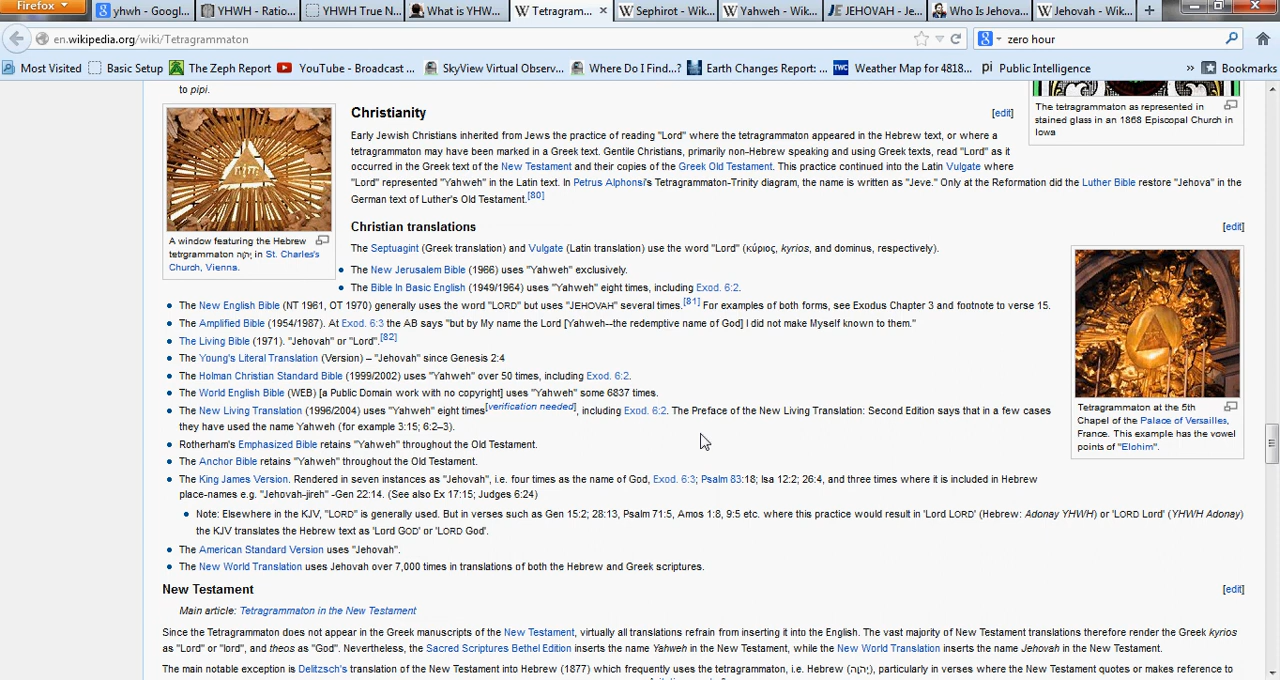 Firefox
yhwh - Googl...
YHWH - Ratio...
YHWH True N...
What is YHW...
Tetragram...
Sephirot - Wik...
Yahweh - Wik...
JEHOVAH - Je...
Who Is Jehova...
Jehovah - Wik...
en.wikipedia.org/wiki/Tetragrammaton
zero hour
Most Visited
Basic Setup
The Zeph Report
YouTube - Broadcast ...
SkyView Virtual Observ...
Where Do I Find...?
Earth Changes Report: ...
Weather Map for 4818...
Public Intelligence
Bookmarks
to pipi.
Christianity
[edit]
Early Jewish Christians inherited from Jews the practice of reading "Lord" where the tetragrammaton appeared in the Hebrew text, or where a
tetragrammaton may have been marked in a Greek text. Gentile Christians, primarily non-Hebrew speaking and using Greek texts, read "Lord" as it
occurred in the Greek text of the New Testament and their copies of the Greek Old Testament. This practice continued into the Latin Vulgate where
"Lord" represented "Yahweh" in the Latin text. In Petrus Alphonsi's Tetragrammaton-Trinity diagram, the name is written as "Jeve." Only at the Reformation did the Luther Bible restore "Jehova" in the
German text of Luther's Old Testament.[80]
The tetragrammaton as represented in
stained glass in an 1868 Episcopal Church in
Iowa
A window featuring the Hebrew
tetrgrammaton יְהֹוָה in St. Charles's
Church, Vienna.
Christian translations
[edit]
The Septuagint (Greek translation) and Vulgate (Latin translation) use the word "Lord" (κύριος, kyrios, and dominus, respectively).
The New Jerusalem Bible (1966) uses "Yahweh" exclusively.
The Bible In Basic English (1949/1964) uses "Yahweh" eight times, including Exod. 6:2.
The New English Bible (NT 1961, OT 1970) generally uses the word "LORD" but uses "JEHOVAH" several times.[81] For examples of both forms, see Exodus Chapter 3 and footnote to verse 15.
The Amplified Bible (1954/1987). At Exod. 6:3 the AB says "but by My name the Lord [Yahweh--the redemptive name of God] I did not make Myself known to them."
The Living Bible (1971). "Jehovah" or "Lord".[82]
The Young's Literal Translation (Version) – "Jehovah" since Genesis 2:4
The Holman Christian Standard Bible (1999/2002) uses "Yahweh" over 50 times, including Exod. 6:2.
The World English Bible (WEB) [a Public Domain work with no copyright] uses "Yahweh" some 6837 times.
The New Living Translation (1996/2004) uses "Yahweh" eight times[verification needed], including Exod. 6:2. The Preface of the New Living Translation: Second Edition says that in a few cases
they have used the name Yahweh (for example 3:15; 6:2–3).
Rotherham's Emphasized Bible retains "Yahweh" throughout the Old Testament.
The Anchor Bible retains "Yahweh" throughout the Old Testament.
The King James Version. Rendered in seven instances as "Jehovah", i.e. four times as the name of God, Exod. 6:3; Psalm 83:18; Isa 12:2; 26:4, and three times where it is included in Hebrew
place-names e.g. "Jehovah–jireh" -Gen 22:14. (See also Ex 17:15; Judges 6:24)
Note: Elsewhere in the KJV, "LORD" is generally used. But in verses such as Gen 15:2; 28:13, Psalm 71:5, Amos 1:8, 9:5 etc. where this practice would result in 'Lord LORD' (Hebrew: Adonay YHWH) or 'LORD Lord' (YHWH Adonay)
the KJV translates the Hebrew text as 'Lord GOD' or 'LORD God'.
The American Standard Version uses "Jehovah".
The New World Translation uses Jehovah over 7,000 times in translations of both the Hebrew and Greek scriptures.
Tetragrammaton at the 5th
Chapel of the Palace of Versailles,
France. This example has the vowel
points of "Elohim".
New Testament
[edit]
Main article: Tetragrammaton in the New Testament
Since the Tetragrammaton does not appear in the Greek manuscripts of the New Testament, virtually all translations refrain from inserting it into the English. The vast majority of New Testament translations therefore render the Greek kyrios
as "Lord" or "lord", and theos as "God". Nevertheless, the Sacred Scriptures Bethel Edition inserts the name Yahweh in the New Testament, while the New World Translation inserts the name Jehovah in the New Testament.
The main notable exception is Delitzsch's translation of the New Testament into Hebrew (1877) which frequently uses the tetragrammaton, i.e. Hebrew (יְהוָֹה), particularly in verses where the New Testament quotes or makes reference to